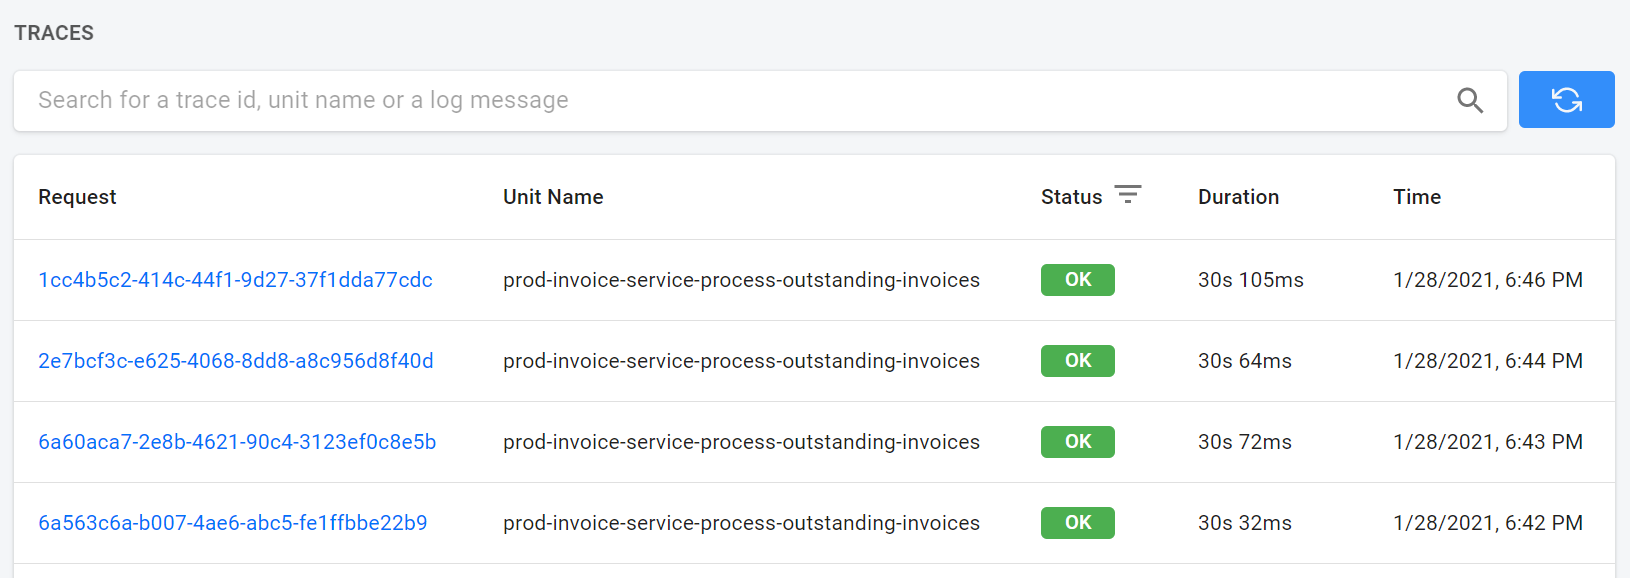 TRACES
Search for a trace id, unit name or a log message
Request Unit Name Status Duration Time
1cc4b5c2-414c-44f1-9d27-37f1dda77cdc prod-invoice-service-process-outstanding-invoices OK 30s 105ms 1/28/2021, 6:46 PM
2e7bcf3c-e625-4068-8dd8-a8c956d8f40d prod-invoice-service-process-outstanding-invoices OK 30s 64ms 1/28/2021, 6:44 PM
6a60aca7-2e8b-4621-90c4-3123ef0c8e5b prod-invoice-service-process-outstanding-invoices OK 30s 72ms 1/28/2021, 6:43 PM
6a563c6a-b007-4ae6-abc5-fe1ffbbe22b9 prod-invoice-service-process-outstanding-invoices OK 30s 32ms 1/28/2021, 6:42 PM